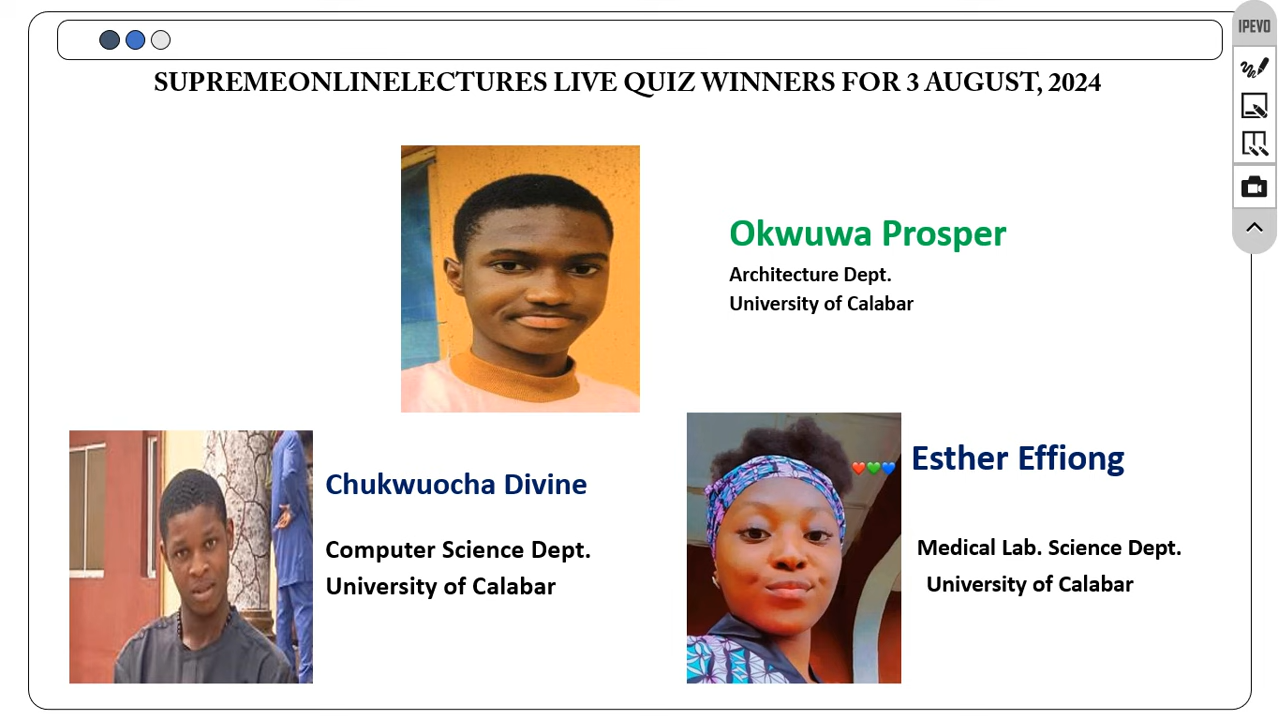 IPEVO
SUPREMEONLINELECTURES LIVE QUIZ WINNERS FOR 3 AUGUST, 2024
Okwuwa Prosper
Architecture Dept.
University of Calabar
Chukwuocha Divine
Computer Science Dept.
University of Calabar
Esther Effiong
Medical Lab. Science Dept.
University of Calabar